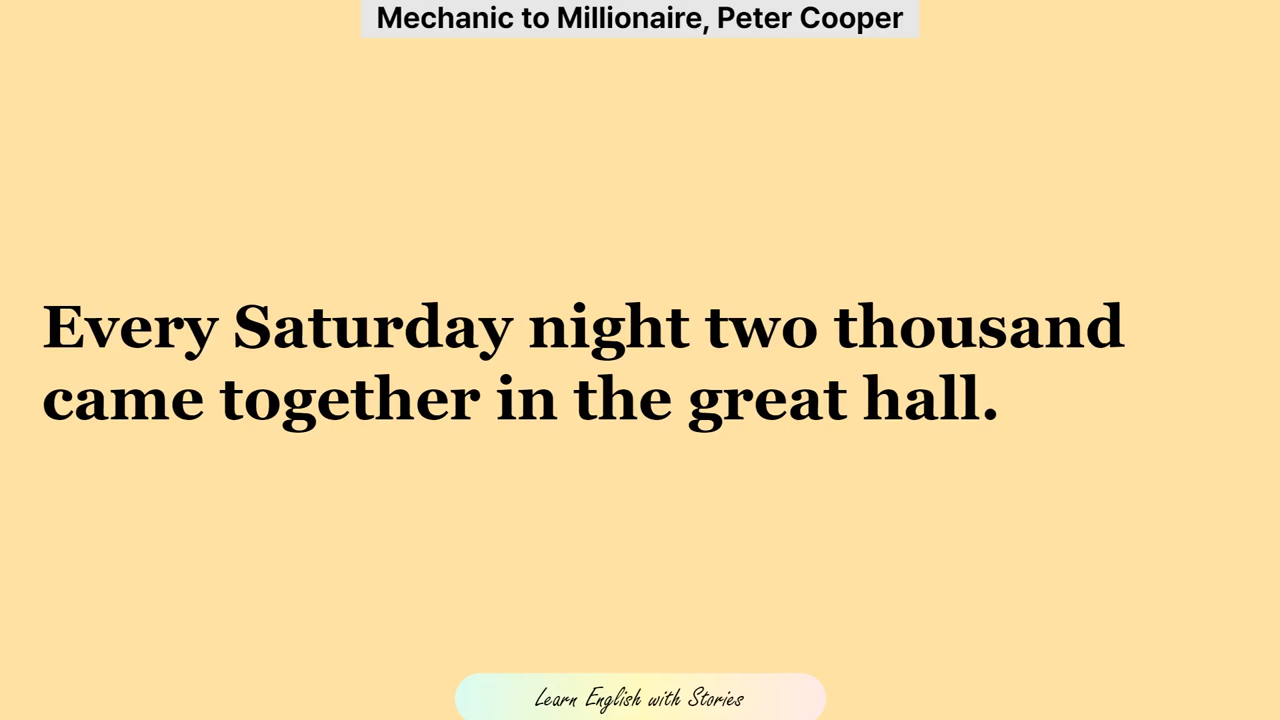 Mechanic to Millionaire, Peter Cooper
Every Saturday night two thousand
came together in the great hall.
Learn English with Stories